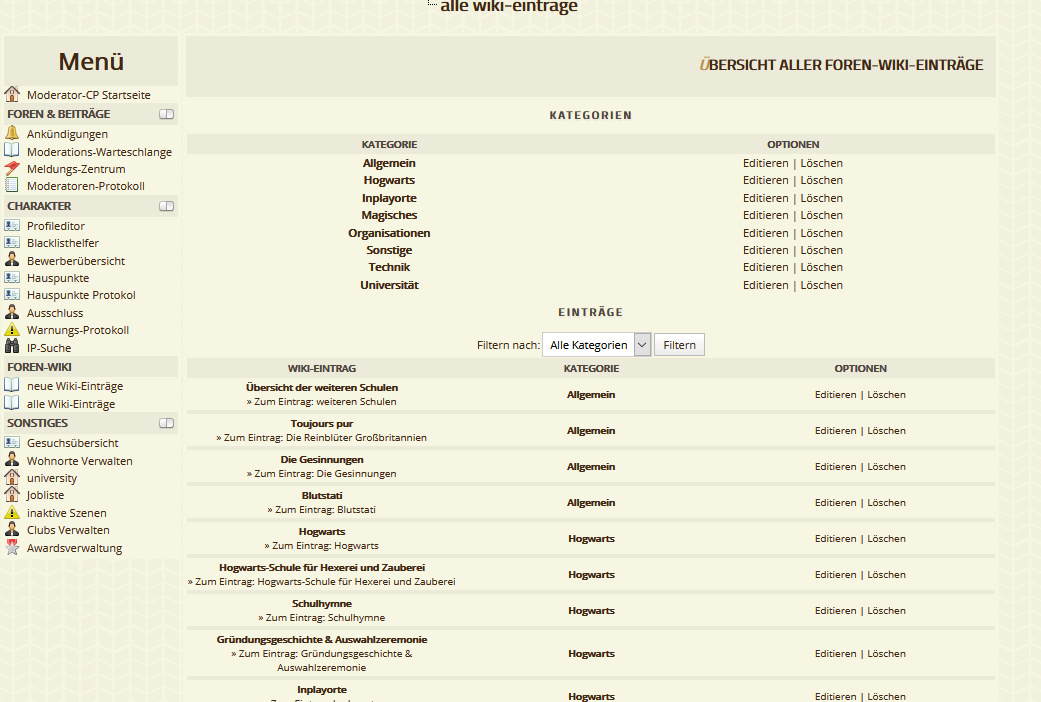 alle wiki-einträge
Menü
Moderator-CP Startseite
FOREN & BEITRÄGE
Ankündigungen
Moderations-Warteschlange
Meldungs-Zentrum
Moderatoren-Protokoll
CHARAKTER
Profileditor
Blacklisthelfer
Bewerberübersicht
Hauspunkte
Hauspunkte Protokol
Ausschluss
Warnungs-Protokoll
IP-Suche
FOREN-WIKI
neue Wiki-Einträge
alle Wiki-Einträge
SONSTIGES
Gesuchsübersicht
Wohnorte Verwalten
university
Jobliste
inaktive Szenen
Clubs Verwalten
Awardsverwaltung
ÜBERSICHT ALLER FOREN-WIKI-EINTRÄGE
KATEGORIEN
KATEGORIE OPTIONEN
Allgemein Editieren | Löschen
Hogwarts Editieren | Löschen
Inplayorte Editieren | Löschen
Magisches Editieren | Löschen
Organisationen Editieren | Löschen
Sonstige Editieren | Löschen
Technik Editieren | Löschen
Universität Editieren | Löschen
EINTRÄGE
Filtern nach: Alle Kategorien Filtern
WIKI-EINTRAG KATEGORIE OPTIONEN
Übersicht der weiteren Schulen
» Zum Eintrag: weiteren Schulen Allgemein Editieren | Löschen
Toujours pur
» Zum Eintrag: Die Reinblüter Großbritannien Allgemein Editieren | Löschen
Die Gesinnungen
» Zum Eintrag: Die Gesinnungen Allgemein Editieren | Löschen
Blutstati
» Zum Eintrag: Blutstati Allgemein Editieren | Löschen
Hogwarts
» Zum Eintrag: Hogwarts Hogwarts Editieren | Löschen
Hogwarts-Schule für Hexerei und Zauberei
» Zum Eintrag: Hogwarts-Schule für Hexerei und Zauberei Hogwarts Editieren | Löschen
Schulhymne
» Zum Eintrag: Schulhymne Hogwarts Editieren | Löschen
Gründungsgeschichte & Auswahlzeremonie
» Zum Eintrag: Gründungsgeschichte & Hogwarts Editieren | Löschen
Auswahlzeremonie
Inplayorte
Hogwarts Editieren | Löschen